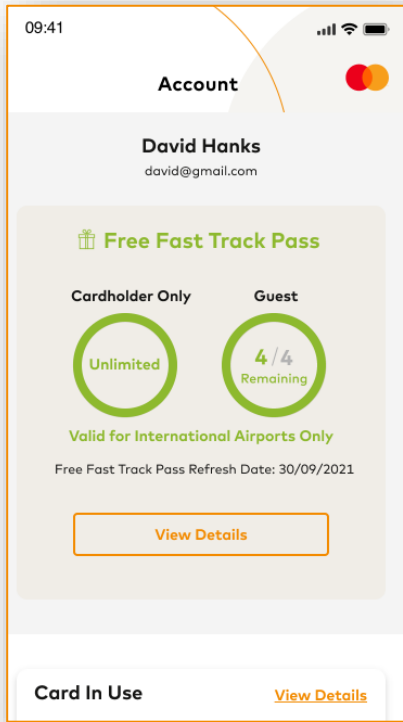 09:41
Account
David Hanks
david@gmail.com
Free Fast Track Pass
Cardholder Only Guest
Unlimited
4/4
Remaining
Valid for International Airports Only
Free Fast Track Pass Refresh Date: 30/09/2021
View Details
Card In Use View Details